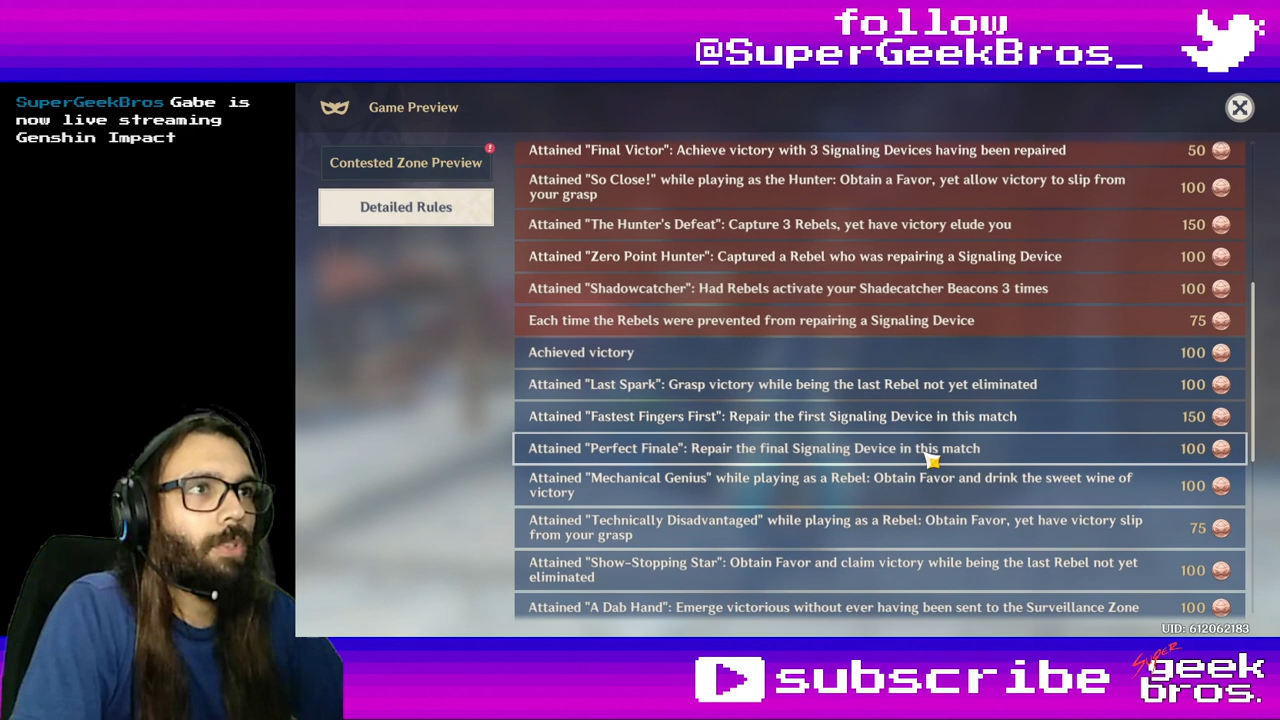 follow
@SuperGeekBros_
SuperGeekBros Gabe is
now live streaming
Genshin Impact
Game Preview
Contested Zone Preview
!
Detailed Rules
Attained "Final Victor": Achieve victory with 3 Signaling Devices having been repaired 50
Attained "So Close!" while playing as the Hunter: Obtain a Favor, yet allow victory to slip from
your grasp 100
Attained "The Hunter's Defeat": Capture 3 Rebels, yet have victory elude you 150
Attained "Zero Point Hunter": Captured a Rebel who was repairing a Signaling Device 100
Attained "Shadowcatcher": Had Rebels activate your Shadecatcher Beacons 3 times 100
Each time the Rebels were prevented from repairing a Signaling Device 75
Achieved victory 100
Attained "Last Spark": Grasp victory while being the last Rebel not yet eliminated 100
Attained "Fastest Fingers First": Repair the first Signaling Device in this match 150
Attained "Perfect Finale": Repair the final Signaling Device in this match 100
Attained "Mechanical Genius" while playing as a Rebel: Obtain Favor and drink the sweet wine of
victory 100
Attained "Technically Disadvantaged" while playing as a Rebel: Obtain Favor, yet have victory slip
from your grasp 75
Attained "Show-Stopping Star": Obtain Favor and claim victory while being the last Rebel not yet
eliminated 100
Attained "A Dab Hand": Emerge victorious without ever having been sent to the Surveillance Zone 100
UID: 612062183
subscribe
Super
geek
bros.